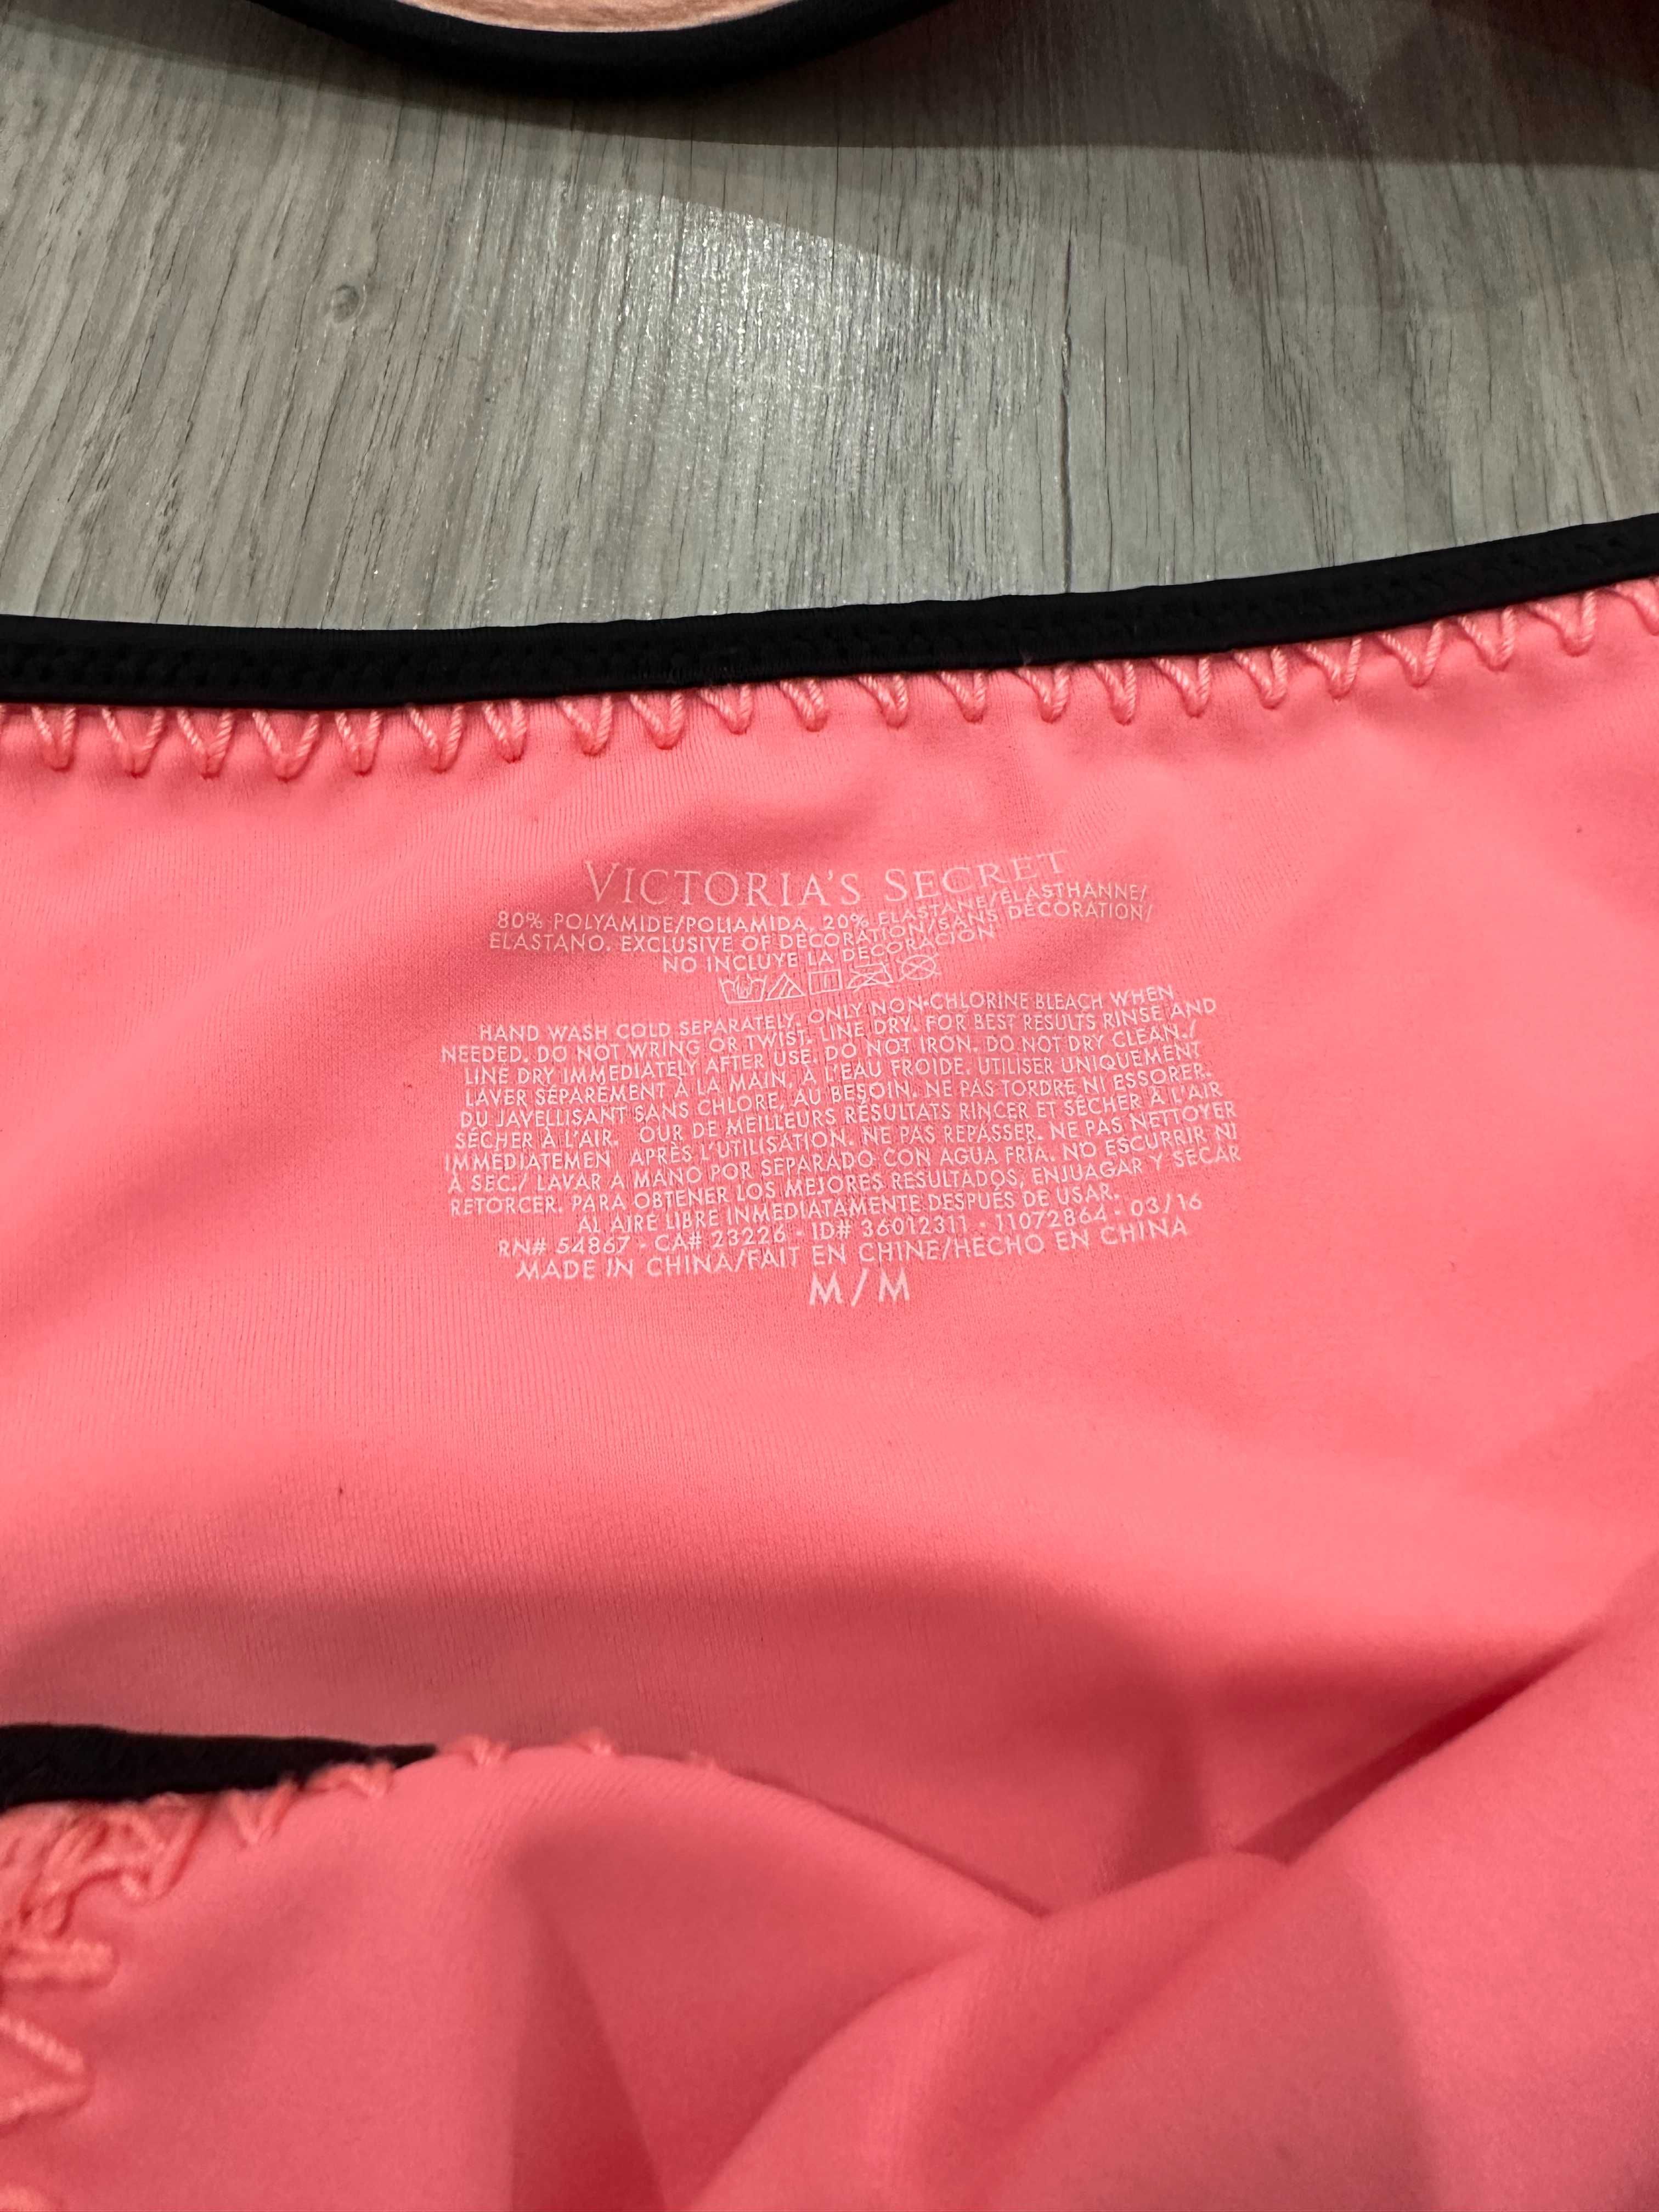 VICTORIA'S SECRET
80% POLYAMIDE/POLIAMIDA, 20% ELASTANE/ÉLASTHANNE/
ELASTANO. EXCLUSIVE OF DECORATION/SANS DÉCORATION/
NO INCLUYE LA DECORACIÓN
HAND WASH COLD SEPARATELY. ONLY NON-CHLORINE BLEACH WHEN
NEEDED. DO NOT WRING OR TWIST. LINE DRY. FOR BEST RESULTS RINSE AND
LINE DRY IMMEDIATELY AFTER USE. DO NOT IRON. DO NOT DRY CLEAN./
LAVER SÉPARÉMENT À LA MAIN, À L'EAU FROIDE. UTILISER UNIQUEMENT
DU JAVELLISANT SANS CHLORE, AU BESOIN. NE PAS TORDRE NI ESSORER.
SÉCHER À L'AIR. OUR DE MEILLEURS RÉSULTATS RINCER ET SÉCHER À L'AIR
IMMÉDIATEMEN APRÈS L'UTILISATION. NE PAS REPASSER. NE PAS NETTOYER
À SEC./ LAVAR A MANO POR SEPARADO CON AGUA FRÍA. NO ESCURRIR NI
RETORCER. PARA OBTENER LOS MEJORES RESULTADOS, ENJUAGAR Y SECAR
AL AIRE LIBRE INMEDIATAMENTE DESPUÉS DE USAR.
RN# 54867 - CA# 23226 - ID# 36012311 - 11072864 - 03/16
MADE IN CHINA/FAIT EN CHINE/HECHO EN CHINA
M/M